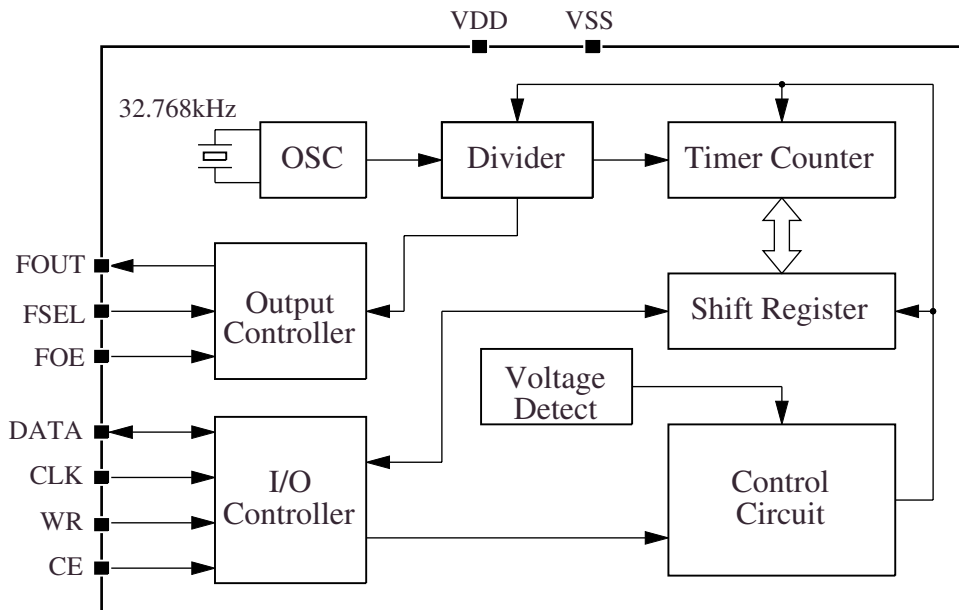 VDD
VSS
32.768kHz
OSC
Divider
Timer Counter
FOUT
FSEL
FOE
Output
Controller
Shift Register
Voltage
Detect
DATA
CLK
WR
CE
I/O
Controller
Control
Circuit